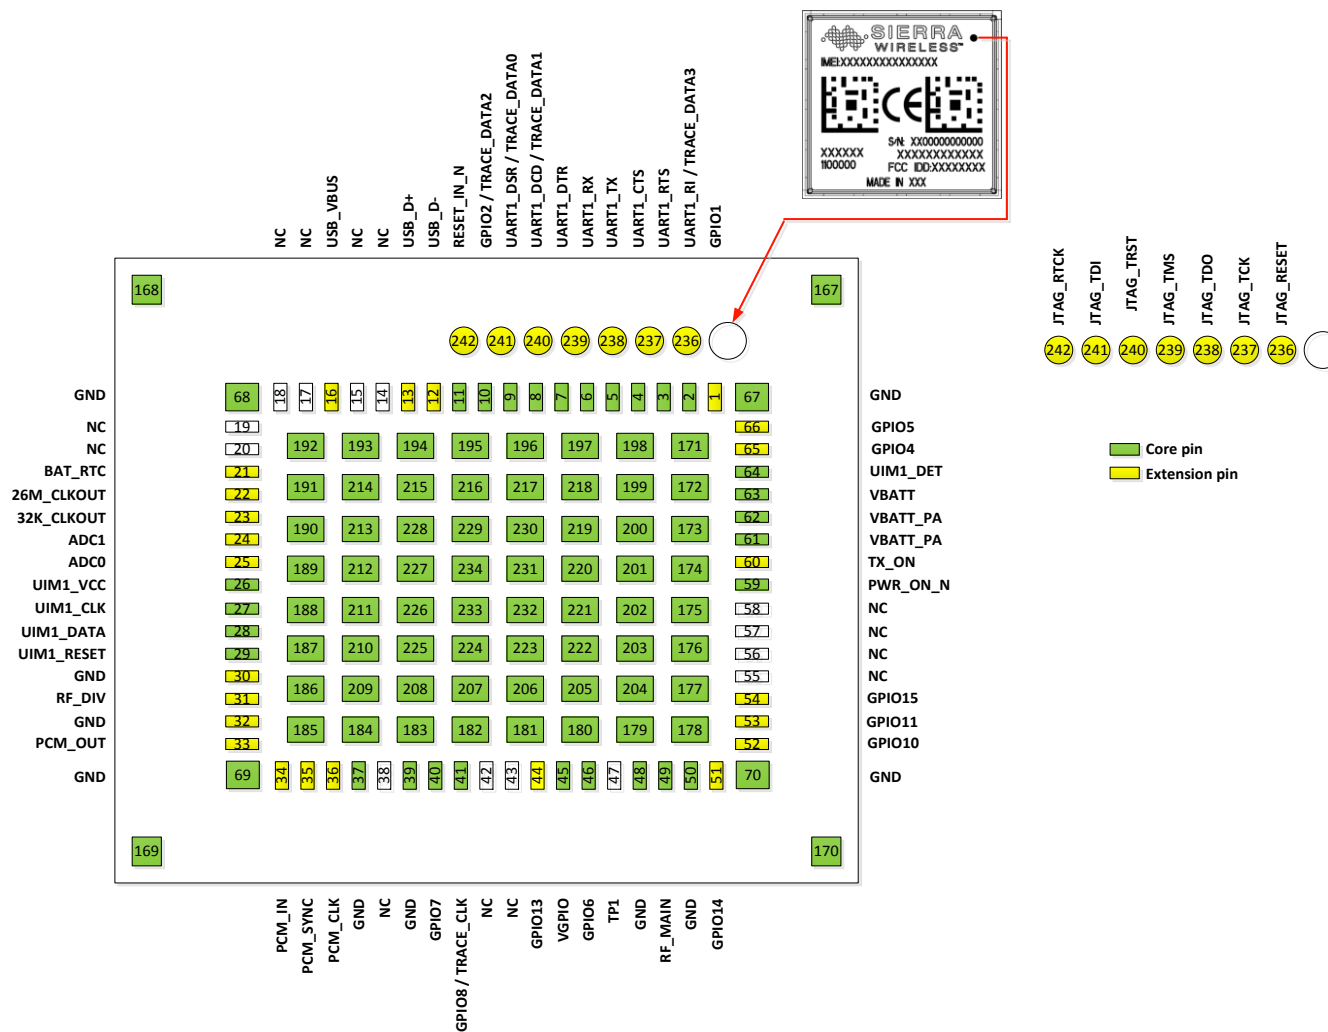 SIERRA
WIRELESS™
IMEI:XXXXXXXXXXXXXXX
CE
S/N: XX00000000000
XXXXXX XXXXXXXXXXXX
1100000 FCC IDD:XXXXXXXX
MADE IN XXX
NC
NC
USB_VBUS
NC
NC
USB_D+
USB_D-
RESET_IN_N
GPIO2 / TRACE_DATA2
UART1_DSR / TRACE_DATA0
UART1_DCD / TRACE_DATA1
UART1_DTR
UART1_RX
UART1_TX
UART1_CTS
UART1_RTS
UART1_RI / TRACE_DATA3
GPIO1
JTAG_RTCK
JTAG_TDI
JTAG_TRST
JTAG_TMS
JTAG_TDO
JTAG_TCK
JTAG_RESET
242 241 240 239 238 237 236
168 167
242 241 240 239 238 237 236
GND 68 18 17 16 15 14 13 12 11 10 9 8 7 6 5 4 3 2 1 67 GND
NC 19 66 GPIO5
NC 20 65 GPIO4
BAT_RTC 21 64 UIM1_DET
26M_CLKOUT 22 63 VBATT
32K_CLKOUT 23 62 VBATT_PA
ADC1 24 61 VBATT_PA
ADC0 25 60 TX_ON
UIM1_VCC 26 59 PWR_ON_N
UIM1_CLK 27 58 NC
UIM1_DATA 28 57 NC
UIM1_RESET 29 56 NC
GND 30 55 NC
RF_DIV 31 54 GPIO15
GND 32 53 GPIO11
PCM_OUT 33 52 GPIO10
192 193 194 195 196 197 198 171
191 214 215 216 217 218 199 172
190 213 228 229 230 219 200 173
189 212 227 234 231 220 201 174
188 211 226 233 232 221 202 175
187 210 225 224 223 222 203 176
186 209 208 207 206 205 204 177
185 184 183 182 181 180 179 178
GND 69 34 35 36 37 38 39 40 41 42 43 44 45 46 47 48 49 50 51 70 GND
169 170
Core pin
Extension pin
PCM_IN
PCM_SYNC
PCM_CLK
GND
NC
GND
GPIO7
GPIO8 / TRACE_CLK
NC
NC
GPIO13
VGPIO
GPIO6
TP1
GND
RF_MAIN
GND
GPIO14